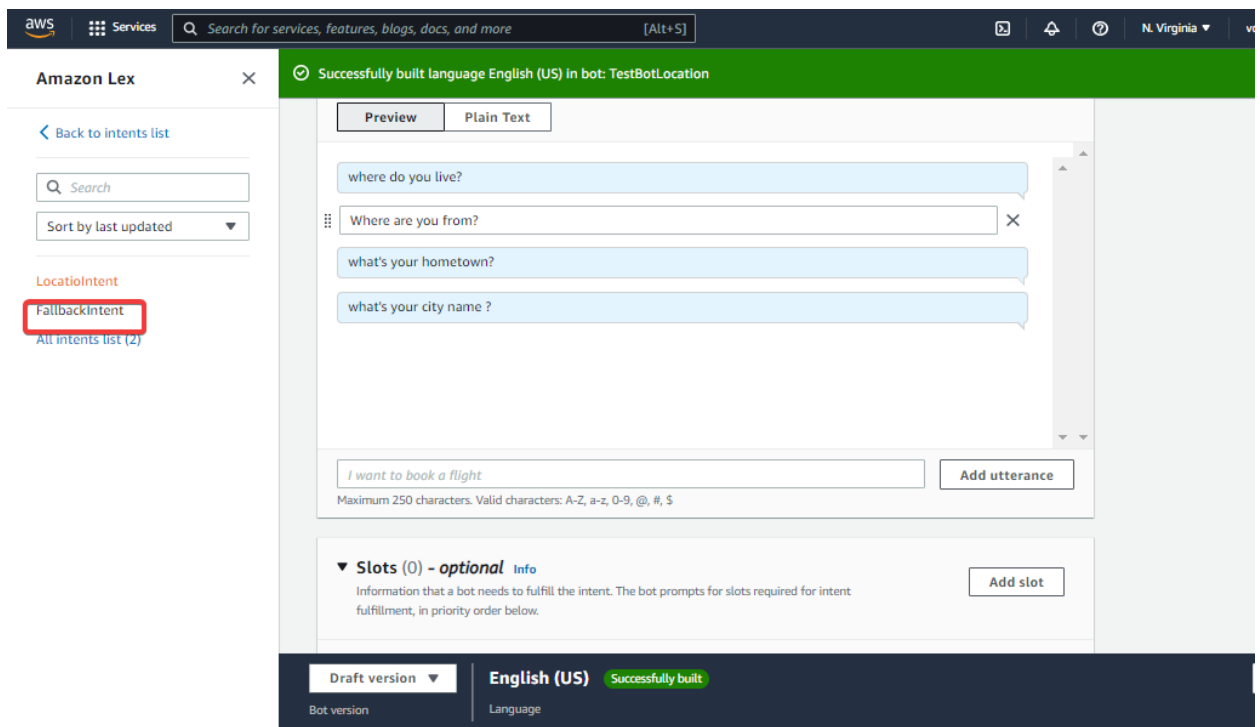 aws
Services
Search for services, features, blogs, docs, and more
[Alt+S]
N. Virginia
Amazon Lex
Successfully built language English (US) in bot: TestBotLocation
Back to intents list
Search
Sort by last updated
LocatioIntent
FallbackIntent
All intents list (2)
Preview
Plain Text
where do you live?
Where are you from?
what's your hometown?
what's your city name ?
I want to book a flight
Add utterance
Maximum 250 characters. Valid characters: A-Z, a-z, 0-9, @, #, $
Slots (0) - optional Info
Information that a bot needs to fulfill the intent. The bot prompts for slots required for intent
fulfillment, in priority order below.
Add slot
Draft version
Bot version
English (US)
Successfully built
Language